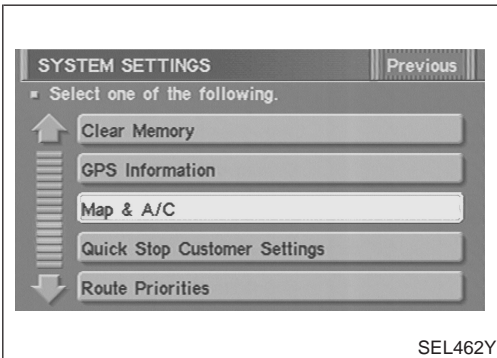 SYSTEM SETTINGS Previous
Select one of the following.
Clear Memory
GPS Information
Map & A/C
Quick Stop Customer Settings
Route Priorities
SEL462Y